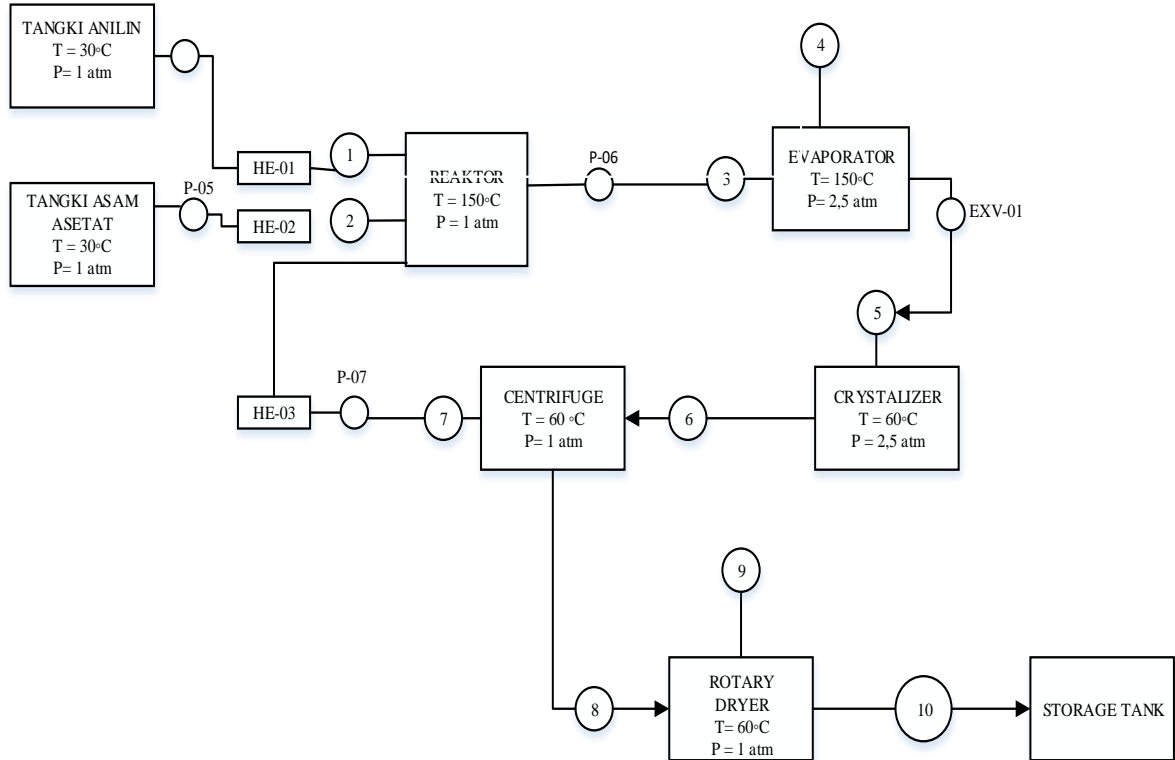 TANGKI ANILIN
T = 30◦C
P= 1 atm
HE-01
1
TANGKI ASAM
ASETAT
T = 30◦C
P= 1 atm
P-05
HE-02
2
REAKTOR
T = 150◦C
P = 1 atm
P-06
3
4
EVAPORATOR
T= 150◦C
P= 2,5 atm
EXV-01
5
CRYSTALIZER
T = 60◦C
P = 2,5 atm
6
CENTRIFUGE
T = 60 ◦C
P= 1 atm
7
P-07
HE-03
8
9
ROTARY
DRYER
T= 60◦C
P = 1 atm
10
STORAGE TANK